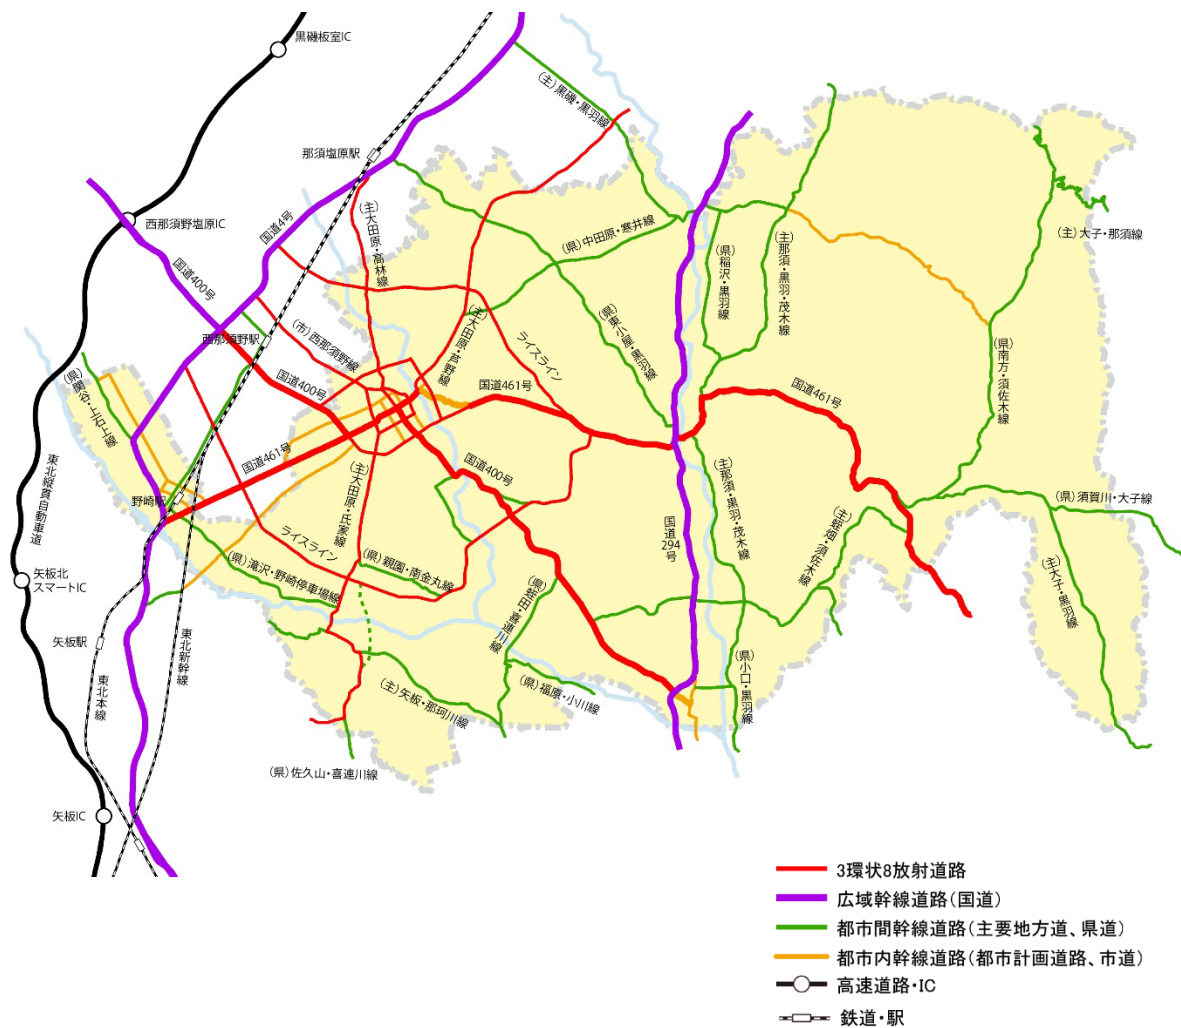 黒磯板室IC
(主)黒磯・黒羽線
那須塩原駅
西那須野塩原IC
国道4号
(主)大田原・高林線
(県)中田原・寒井線
(主)大子・那須線
国道400号
(県)稲沢・黒羽線
(主)那須・黒羽・茂木線
西那須野駅
(市)西那須野線
(主)大田原・芦野線
ライスライン
(県)東小屋・黒羽線
(県)南方・須佐木線
(県)関谷・上石上線
国道400号
国道461号
国道461号
国道461号
国道400号
東北縦貫自動車道
野崎駅
(主)大田原・氏家線
(主)那須・黒羽・茂木線
(県)須賀川・大子線
国道
294号
(主)蛭畑・須佐木線
ライスライン
(県)親園・南金丸線
(県)滝沢・野崎停車場線
矢板北
スマートIC
(県)蛭田・喜連川線
(主)大子・黒羽線
矢板駅
東北新幹線
東北本線
(主)矢板・那珂川線
(県)福原・小川線
(県)小口・黒羽線
(県)佐久山・喜連川線
矢板IC
3環状8放射道路
広域幹線道路(国道)
都市間幹線道路(主要地方道、県道)
都市内幹線道路(都市計画道路、市道)
高速道路・IC
鉄道・駅